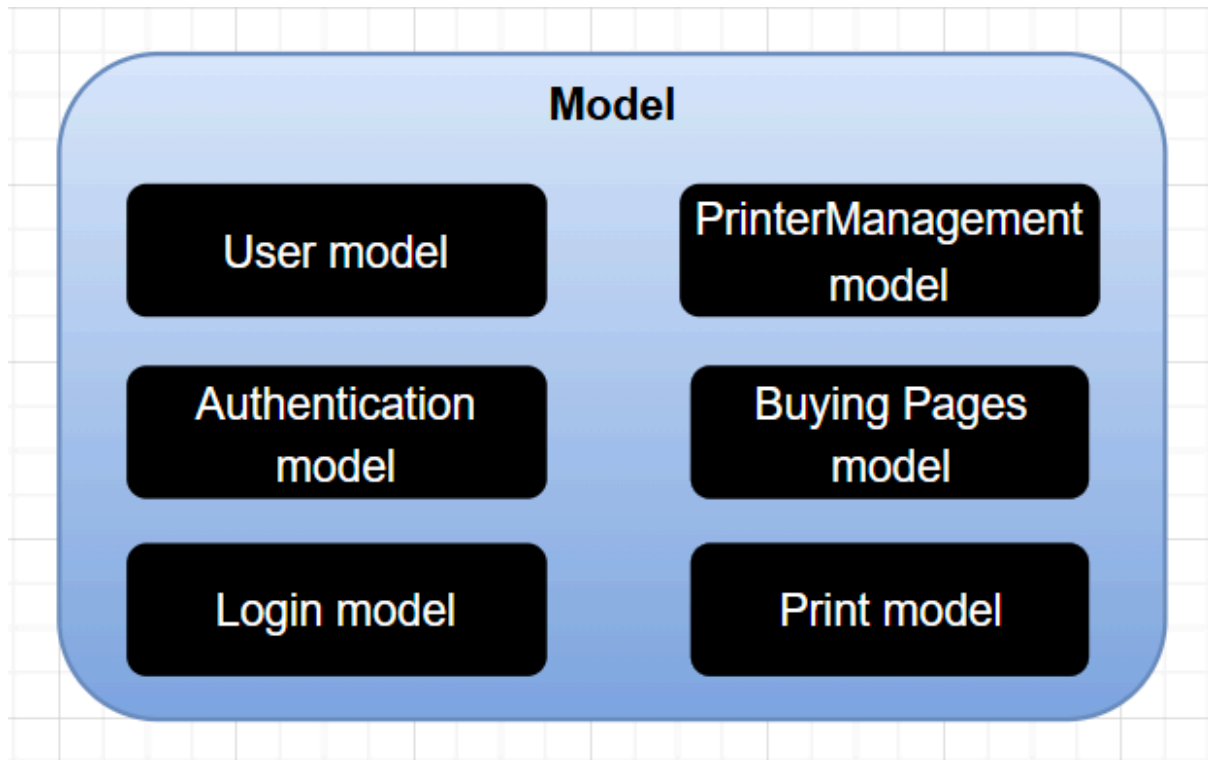 Model
User model
PrinterManagement
model
Authentication
model
Buying Pages
model
Login model
Print model